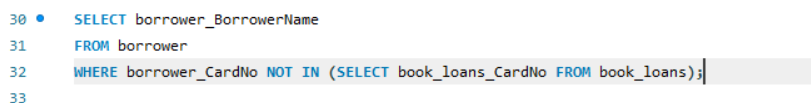 30 SELECT borrower_BorrowerName
31 FROM borrower
32 WHERE borrower_CardNo NOT IN (SELECT book_loans_CardNo FROM book_loans);
33